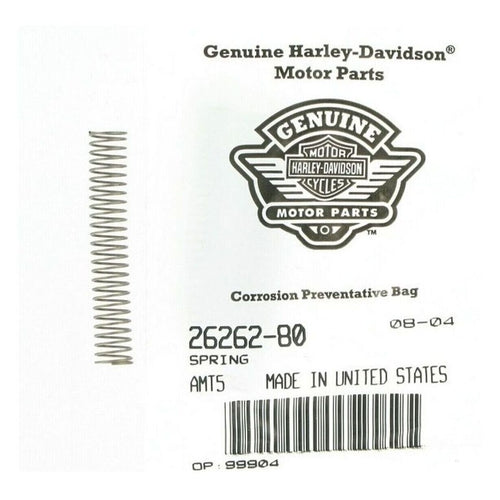 Genuine Harley-Davidson®
Motor Parts
GENUINE
MOTOR
HARLEY-DAVIDSON
CYCLES
MOTOR PARTS
™
Corrosion Preventative Bag
08-04
26262-80
SPRING
AMT5 MADE IN UNITED STATES
OP: 99904